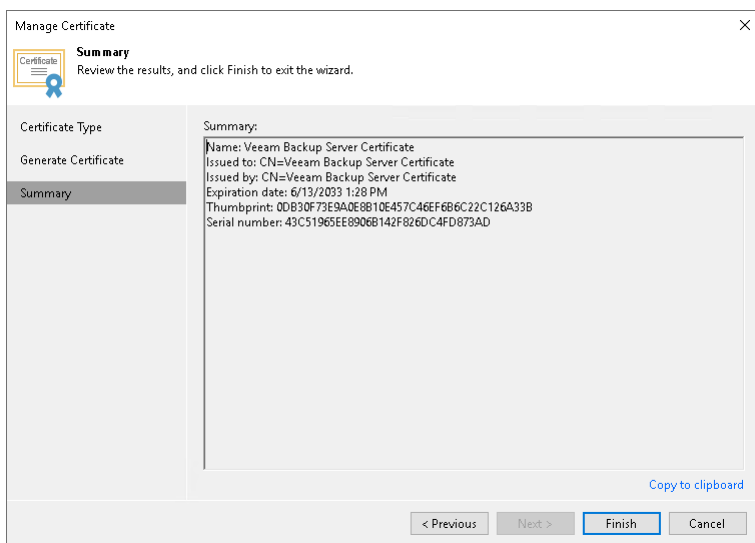 Manage Certificate
Certificate
Summary
Review the results, and click Finish to exit the wizard.
Certificate Type
Generate Certificate
Summary
Summary:
Name: Veeam Backup Server Certificate
Issued to: CN=Veeam Backup Server Certificate
Issued by: CN=Veeam Backup Server Certificate
Expiration date: 6/13/2033 1:28 PM
Thumbprint: 0DB30F73E9A0E8B10E457C46EF6B6C22C126A33B
Serial number: 43C51965EE8906B142F826DC4FD873AD
Copy to clipboard
< Previous
Next >
Finish
Cancel